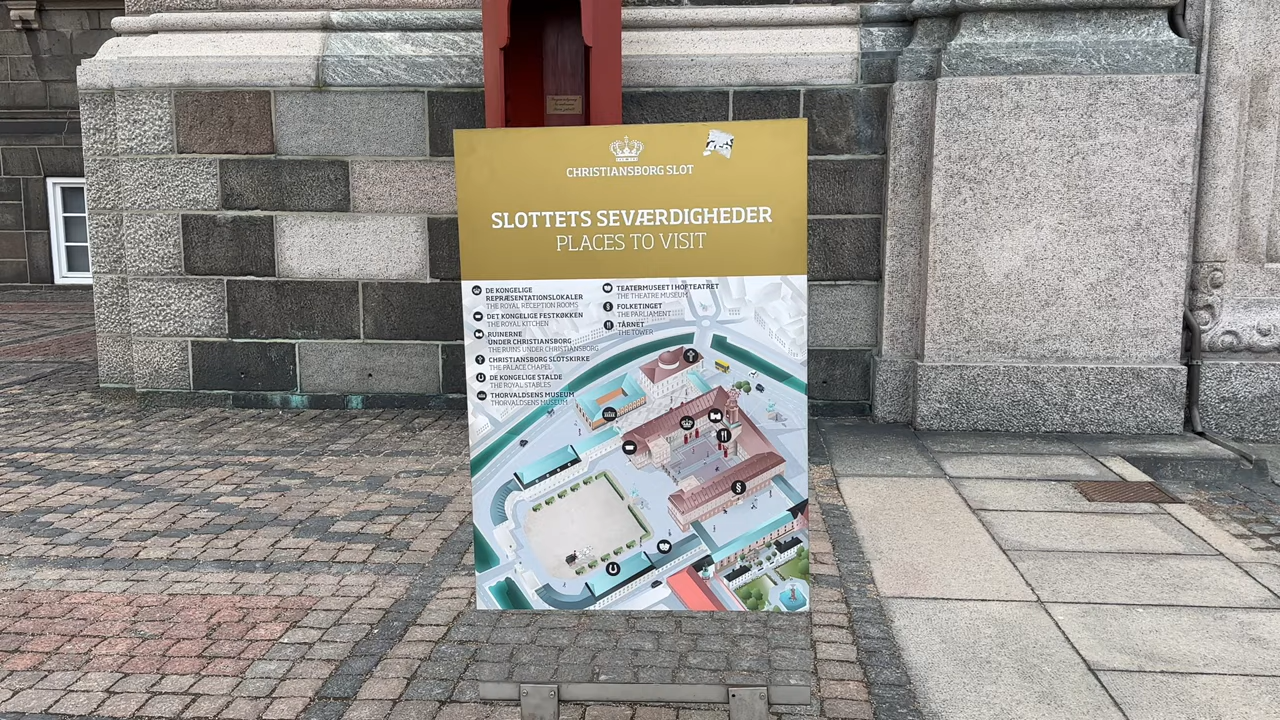 CHRISTIANSBORG SLOT
SLOTTETS SEVÆRDIGHEDER
PLACES TO VISIT
DE KONGELIGE
REPRÆSENTATIONSLOKALER
THE ROYAL RECEPTION ROOMS
DET KONGELIGE FESTKØKKEN
THE ROYAL KITCHEN
RUINERNE
UNDER CHRISTIANSBORG
THE RUINS UNDER CHRISTIANSBORG
CHRISTIANSBORG SLOTSKIRKE
THE PALACE CHAPEL
DE KONGELIGE STALDE
THE ROYAL STABLES
THORVALDSENS MUSEUM
THORVALDSENS MUSEUM
TEATERMUSEET I HOFTEATRET
THE THEATRE MUSEUM
§ FOLKETINGET
THE PARLIAMENT
TÅRNET
THE TOWER
§